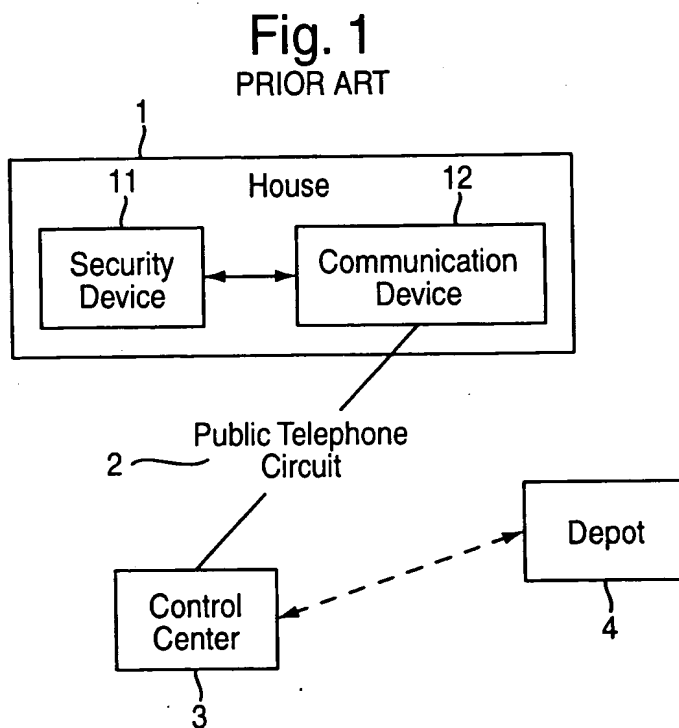 Fig. 1
PRIOR ART
1
11
House
12
Security
Device
Communication
Device
Public Telephone
2
Circuit
Depot
Control
Center
4
3